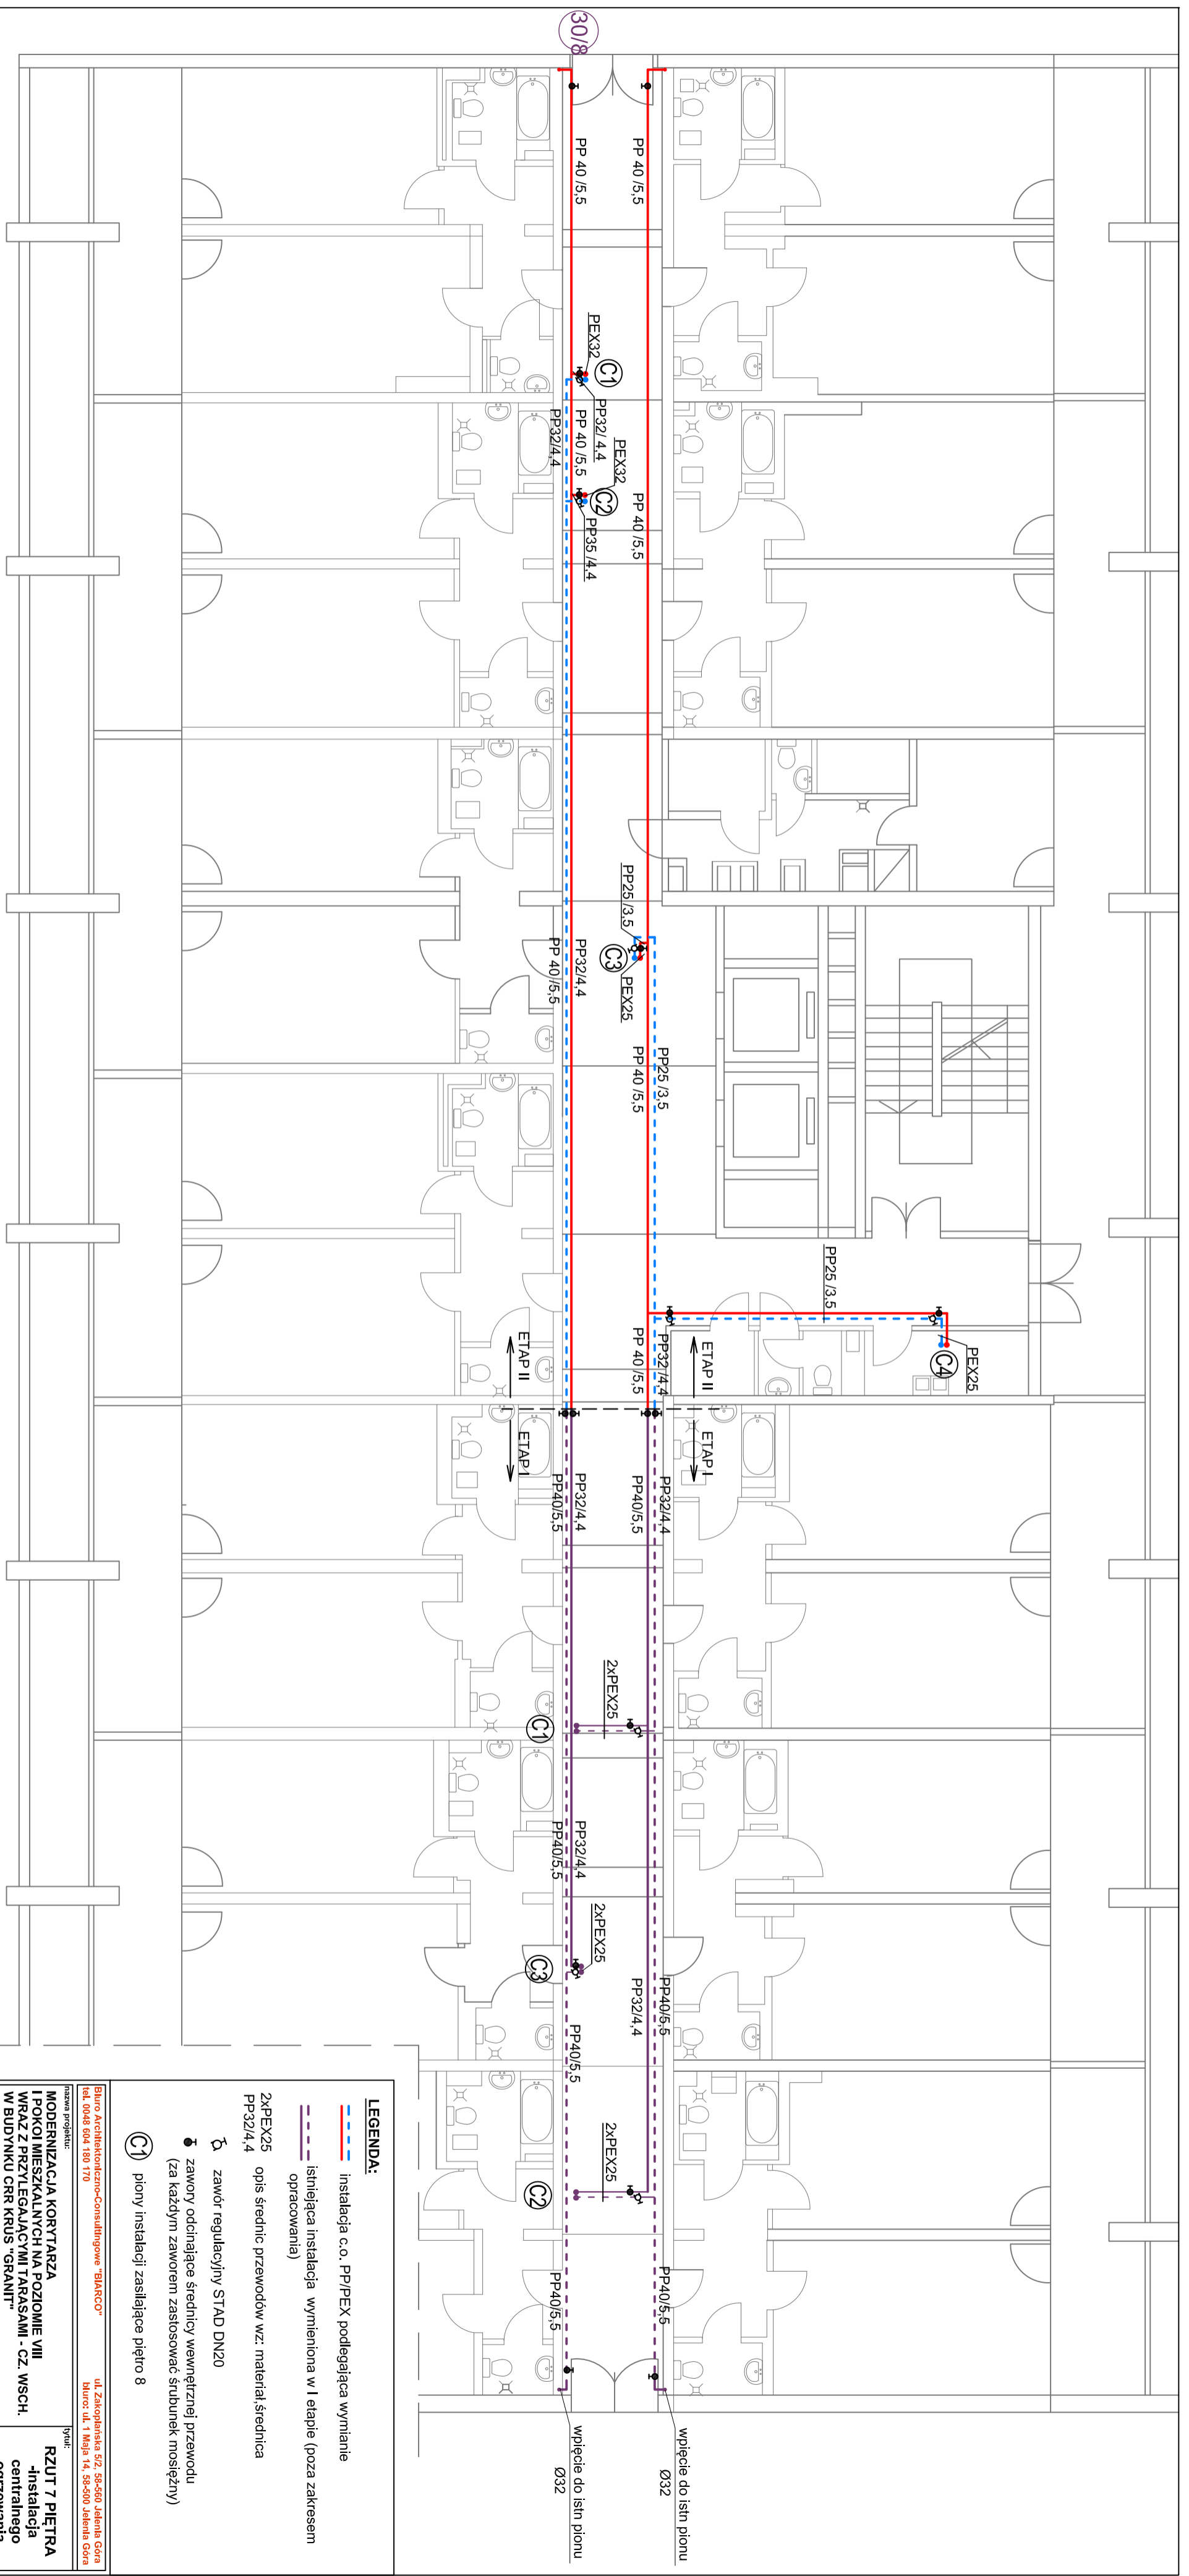 30/8
PP 40 /5,5
PP 40 /5,5
PEX32
C1
PP32/ 4,4
PP 40 /5,5
PP32/4,4
PEX32
C2
PP35 /4,4
PP 40 /5,5
PP25 /3,5
C3
PEX25
PP32/4,4
PP 40 /5,5
PP25 /3,5
PP 40 /5,5
PP25 /3,5
PEX25
C4
PP32 /4,4
PP 40 /5,5
ETAP II
ETAP I
ETAP II
ETAP I
PP32/4,4
PP40/5,5
PP32/4,4
PP40/5,5
2xPEX25
C1
PP32/4,4
PP40/5,5
2xPEX25
C3
PP40/5,5
PP32/4,4
PP40/5,5
2xPEX25
C2
PP40/5,5
PP40/5,5
wpięcie do istn pionu
Ø32
wpięcie do istn pionu
Ø32
LEGENDA:
instalacja c.o. PP/PEX podlegająca wymianie
istniejąca instalacja wymieniona w I etapie (poza zakresem
opracowania)
2xPEX25
PP32/4,4
opis średnic przewodów wz: materiał,średnica
zawór regulacyjny STAD DN20
zawory odcinające średnicy wewnętrznej przewodu
(za każdym zaworem zastosować śrubunek mosiężny)
C1
piony instalacji zasilające piętro 8
Biuro Architektoniczno-Consultingowe "BIARCO"
tel. 0048 604 180 170
ul. Zakoplańska 5/2, 58-560 Jelenia Góra
biuro: ul. 1 Maja 14, 58-500 Jelenia Góra
nazwa projektu:
MODERNIZACJA KORYTARZA
I POKOI MIESZKALNYCH NA POZIOMIE VIII
WRAZ Z PRZYLEGAJĄCYMI TARASAMI - CZ. WSCH.
W BUDYNKU CRR KRUS "GRANIT"
tytuł:
RZUT 7 PIĘTRA
-instalacja
centralnego